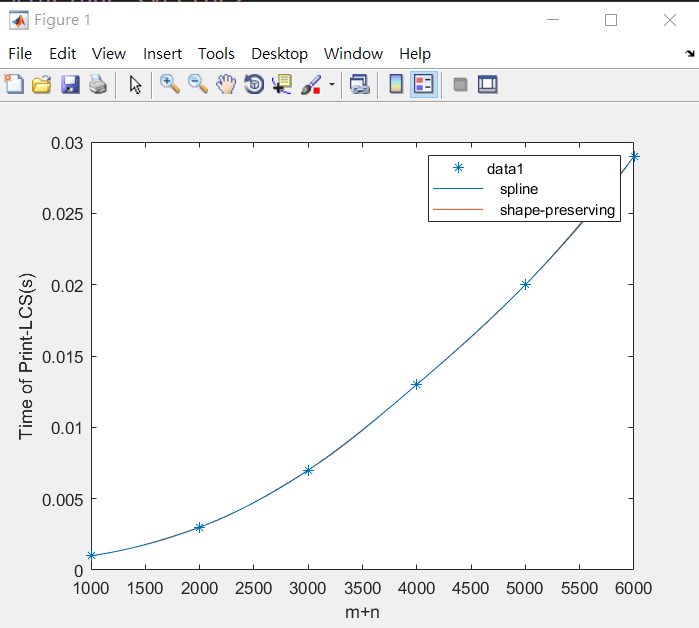 Figure 1
File Edit View Insert Tools Desktop Window Help
0.03
0.025
0.02
0.015
0.01
0.005
0
Time of Print-LCS(s)
data1
spline
shape-preserving
1000 1500 2000 2500 3000 3500 4000 4500 5000 5500 6000
m+n